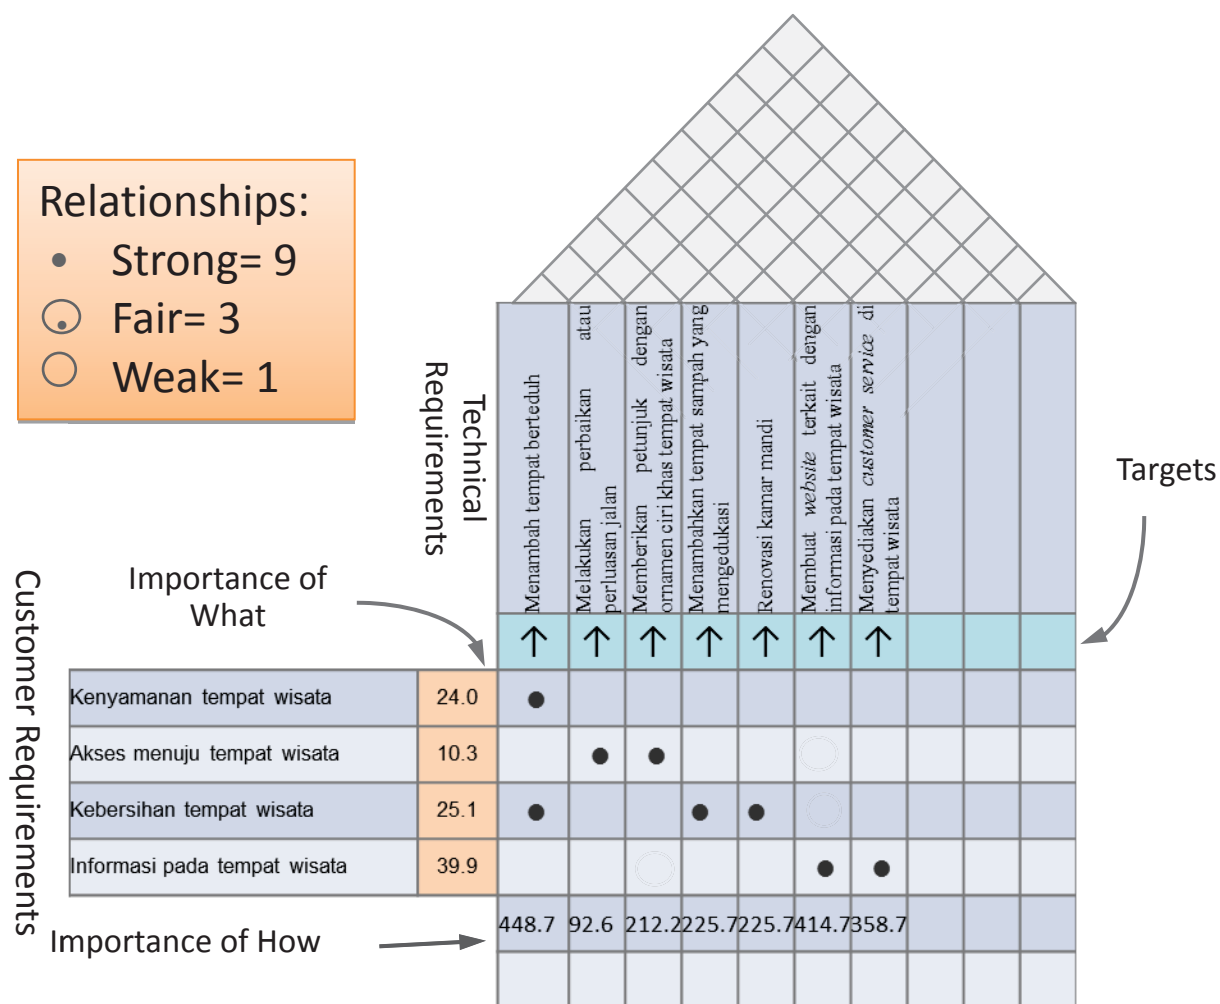 Relationships:
Strong= 9
Fair= 3
Weak= 1
Technical
Requirements
Menambah tempat berteduh
Melakukan perbaikan atau
perluasan jalan
Memberikan petunjuk dengan
ornamen ciri khas tempat wisata
Menambahkan tempat sampah yang
mengedukasi
Renovasi kamar mandi
Membuat website terkait dengan
informasi pada tempat wisata
Menyediakan customer service di
tempat wisata
Targets
Importance of
What
Customer Requirements
Kenyamanan tempat wisata 24.0
Akses menuju tempat wisata 10.3
Kebersihan tempat wisata 25.1
Informasi pada tempat wisata 39.9
Importance of How 448.7 92.6 212.2 225.7 225.7 414.7 358.7